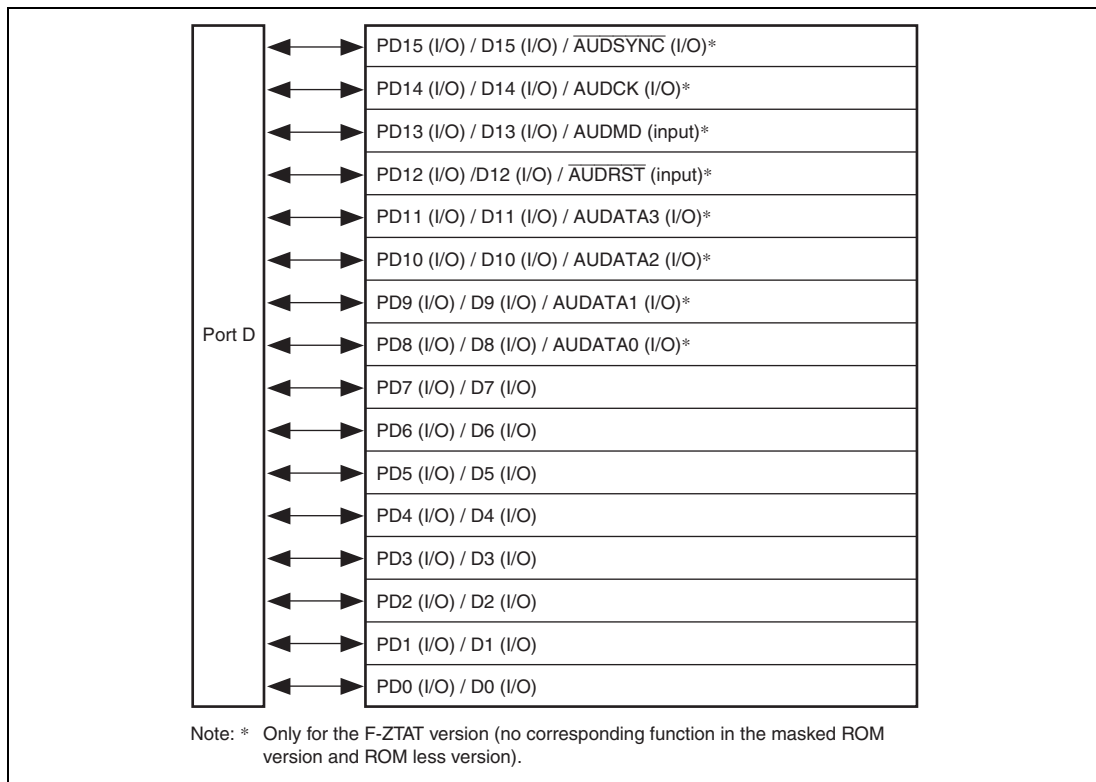 PD15 (I/O) / D15 (I/O) / AUDSYNC (I/O)*
PD14 (I/O) / D14 (I/O) / AUDCK (I/O)*
PD13 (I/O) / D13 (I/O) / AUDMD (input)*
PD12 (I/O) /D12 (I/O) / AUDRST (input)*
PD11 (I/O) / D11 (I/O) / AUDATA3 (I/O)*
PD10 (I/O) / D10 (I/O) / AUDATA2 (I/O)*
PD9 (I/O) / D9 (I/O) / AUDATA1 (I/O)*
Port D
PD8 (I/O) / D8 (I/O) / AUDATA0 (I/O)*
PD7 (I/O) / D7 (I/O)
PD6 (I/O) / D6 (I/O)
PD5 (I/O) / D5 (I/O)
PD4 (I/O) / D4 (I/O)
PD3 (I/O) / D3 (I/O)
PD2 (I/O) / D2 (I/O)
PD1 (I/O) / D1 (I/O)
PD0 (I/O) / D0 (I/O)
Note: * Only for the F-ZTAT version (no corresponding function in the masked ROM
version and ROM less version).